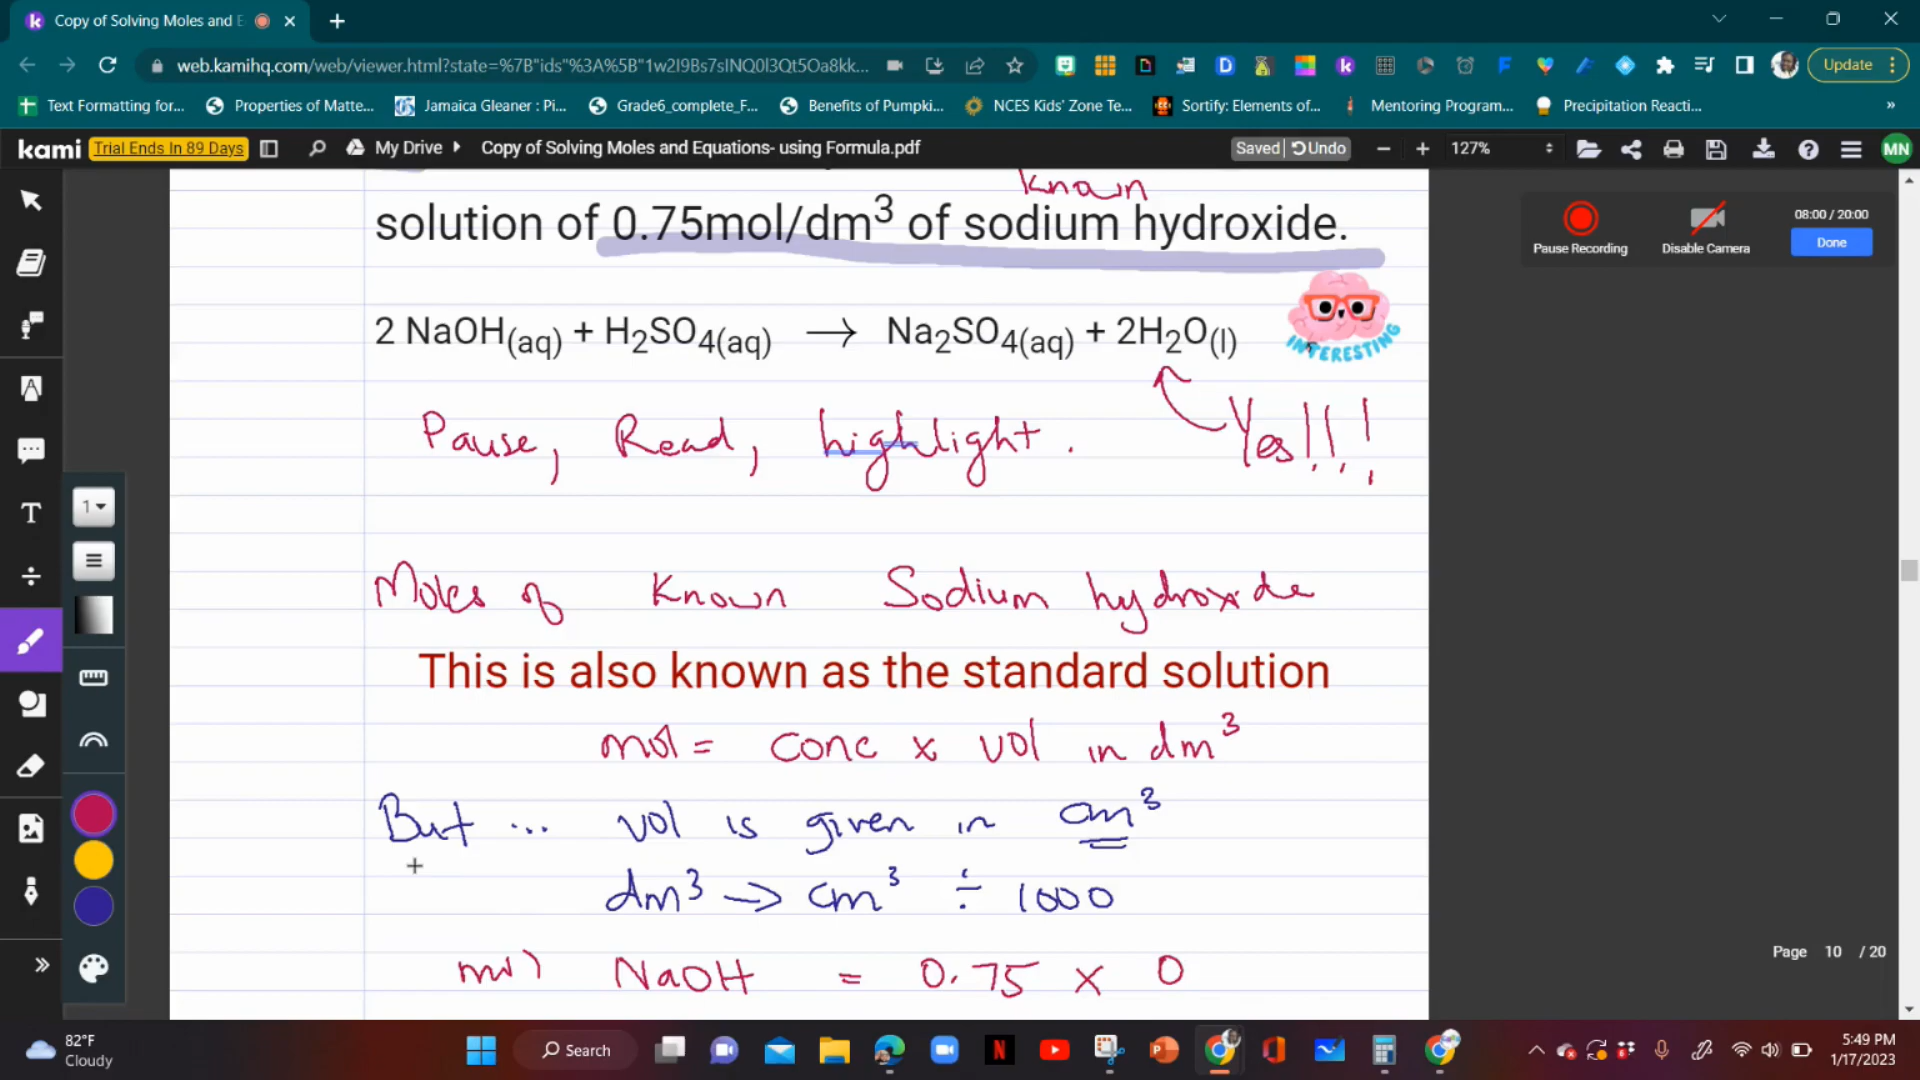 Copy of Solving Moles and E
web.kamihq.com/web/viewer.html?state=%7B"ids"%3A%5B"1w2I9Bs7sINQ0I3Qt5Oa8kk...
Update
Text Formatting for...
Properties of Matte...
Jamaica Gleaner : Pi...
Grade6_complete_F...
Benefits of Pumpki...
NCES Kids' Zone Te...
Sortify: Elements of...
Mentoring Program...
Precipitation Reacti...
kami
Trial Ends In 89 Days
My Drive
Copy of Solving Moles and Equations- using Formula.pdf
Saved
Undo
127%
MN
known
solution of 0.75mol/dm³ of sodium hydroxide.
2 NaOH(aq) + H₂SO₄(aq) → Na₂SO₄(aq) + 2H₂O(l)
INTERESTING
Pause, Read, highlight.
Yes!!!
Moles of Known Sodium hydroxide
This is also known as the standard solution
mol = conc x vol in dm³
But ... vol is given in cm³
dm³ → cm³ ÷ 1000
mol NaOH = 0.75 x 0
Pause Recording
Disable Camera
08:00 / 20:00
Done
1
Page 10 / 20
82°F
Cloudy
Search
5:49 PM
1/17/2023